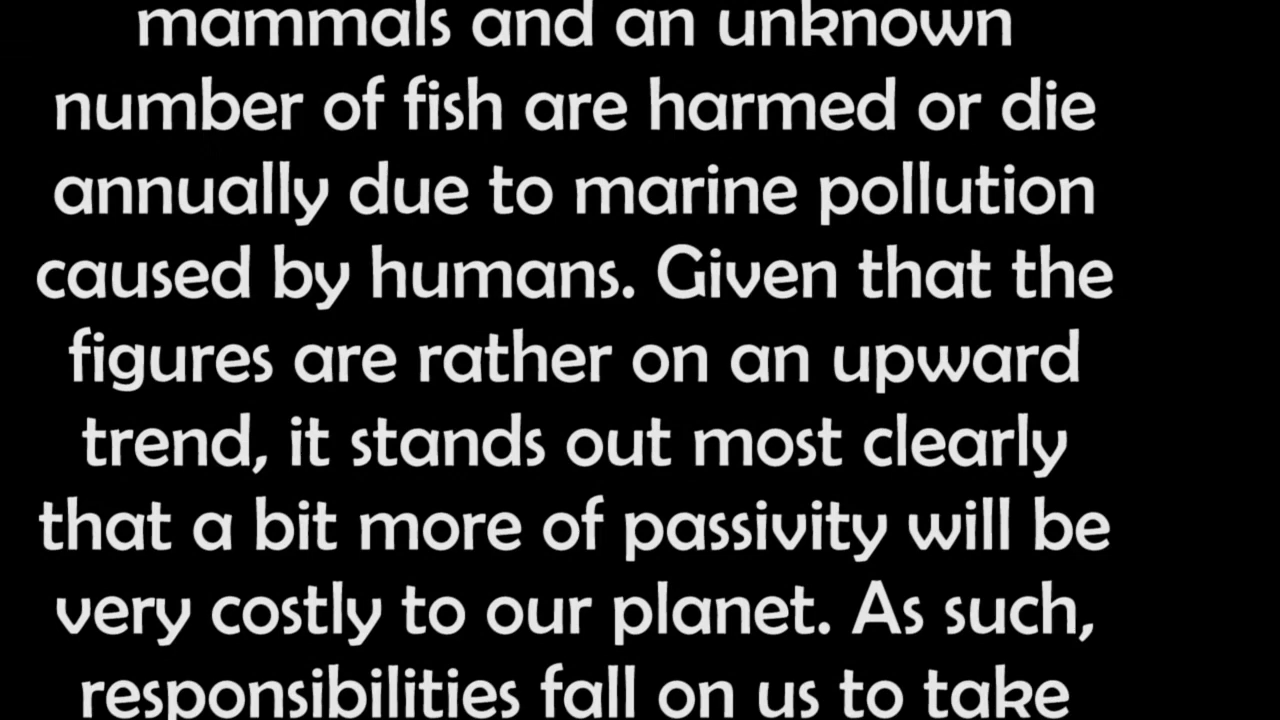 mammals and an unknown
number of fish are harmed or die
annually due to marine pollution
caused by humans. Given that the
figures are rather on an upward
trend, it stands out most clearly
that a bit more of passivity will be
very costly to our planet. As such,
responsibilities fall on us to take